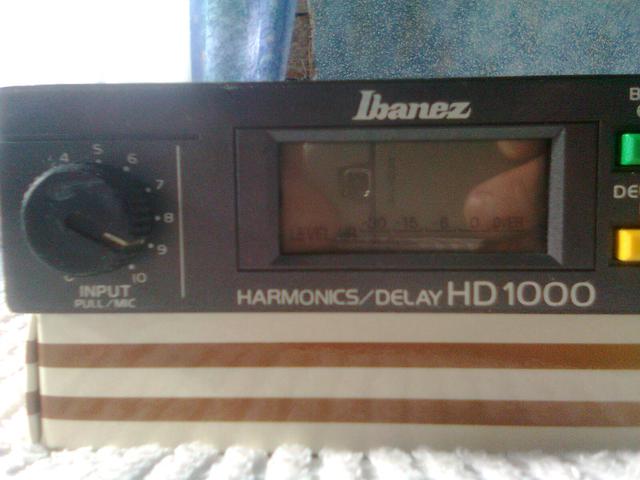 Ibanez
4 5 6 7 8 9 10
INPUT
PULL/MIC
LEVEL dB -30 -15 -6 0 OVER
HARMONICS/DELAY HD1000
B
DE